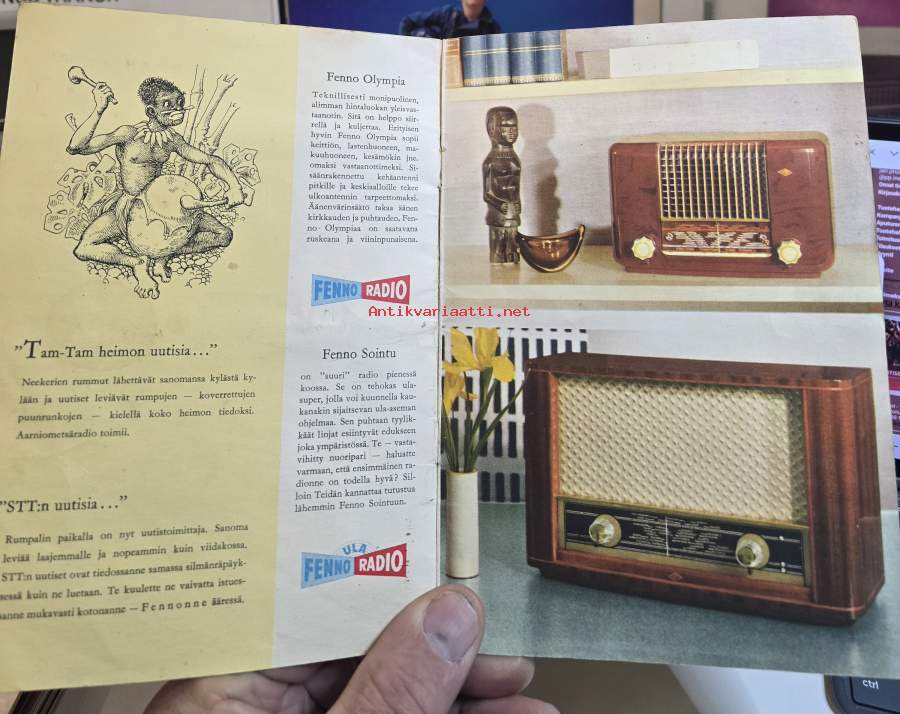 "Tam-Tam heimon uutisia..."
Neekerien rummut lähettävät sanomansa kylästä ky-
lään ja uutiset leviävät rumpujen — koverrettujen
puunrunkojen — kielellä koko heimon tiedoksi.
Aarniometsäradio toimii.
"STT:n uutisia..."
Rumpalin paikalla on nyt uutistoimittaja. Sanoma
leviää laajemmalle ja nopeammin kuin viidakossa.
STT:n uutiset ovat tiedossanne samassa silmänräpäyk-
sessä kuin ne luetaan. Te kuulette ne vaivatta istues-
anne mukavasti kotonanne — Fennonne ääressä.
Fenno Olympia
Teknillisesti monipuolinen,
alimman hintaluokan yleisvas-
taanotin. Sitä on helppo siir-
rellä ja kuljettaa. Erityisen
hyvin Fenno Olympia sopii
keittiön, lastenhuoneen, ma-
kuuhuoneen, kesämökin jne.
omaksi vastaanottimeksi. Si-
säänrakennettu kehäantenni
pitkille ja keskisalloille tekee
ulkoantennin tarpeettomaksi.
Äänenvärinsäätö takaa äänen
kirkkauden ja puhtauden. Fen-
no-Olympiaa on saatavana
ruskeana ja viininpunaisena.
FENNO RADIO
Antikvariaatti.net
Fenno Sointu
on "suuri" radio pienessä
koossa. Se on tehokas ula-
super, jolla voi kuunnella kau-
kanakin sijaitsevan ula-aseman
ohjelmaa. Sen puhtaan tyylik-
käät linjat esiintyvät edukseen
joka ympäristössä. Te — vasta-
vihitty nuoripari — haluatte
varmaan, että ensimmäinen ra-
dionne on todella hyvä? Sil-
loin Teidän kannattaa tutustua
lähemmin Fenno Sointuun.
ULA
FENNO RADIO
ctrl